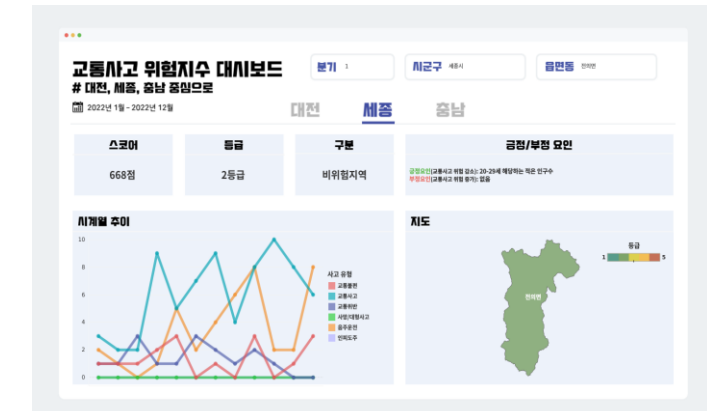 교통사고 위험지수 대시보드
# 대전, 세종, 충남 중심으로
2022년 1월 - 2022년 12월
분기 1
시군구 세종시
읍면동 전의면
대전 세종 충남
스코어
668점
등급
2등급
구분
비위험지역
긍정/부정 요인
긍정요인(교통사고 위험 감소): 20-29세 해당하는 적은 인구수
부정요인(교통사고 위험 증가): 없음
시계열 추이
10
8
6
4
2
0
사고 유형
교통불편
교통사고
교통위반
사망/대형사고
음주운전
인피도주
지도
등급
1 5
전의면